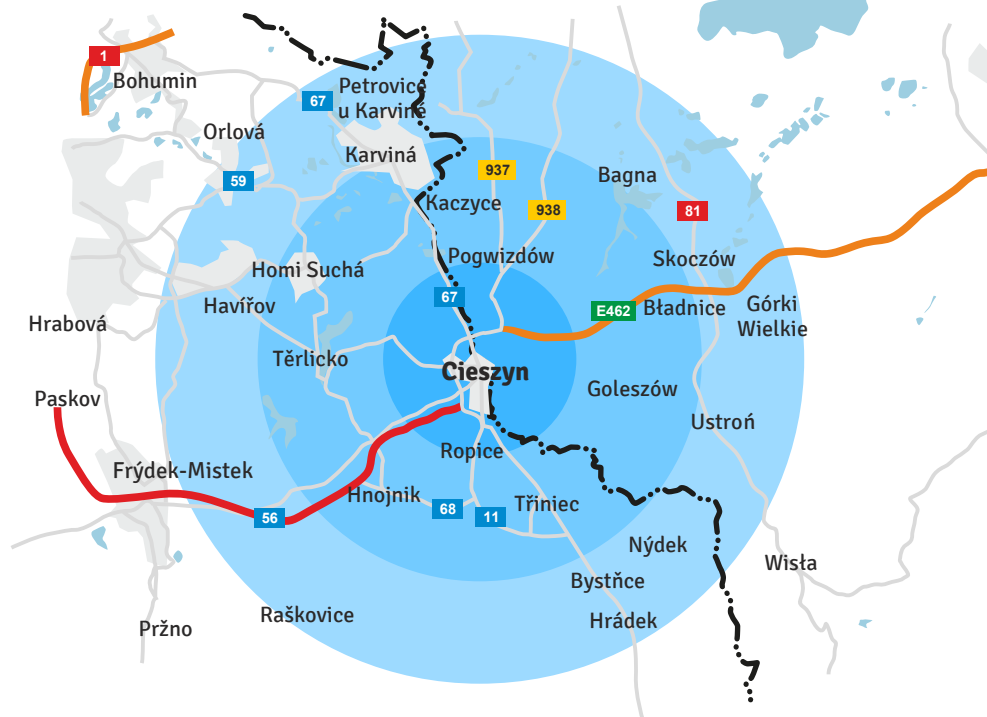 1
Bohumin
Petrovice
u Karviné
67
Orlová
Karviná
937
59
Bagna
Kaczyce
938
81
Pogwizdów
Skoczów
Homi Suchá
67
Havířov
E462
Bładnice
Górki
Wielkie
Hrabová
Těrlicko
Cieszyn
Goleszów
Paskov
Ustroń
Ropice
Frýdek-Mistek
Hnojnik
68
11
Třiniec
56
Nýdek
Wisła
Bystňce
Raškovice
Hrádek
Pržno